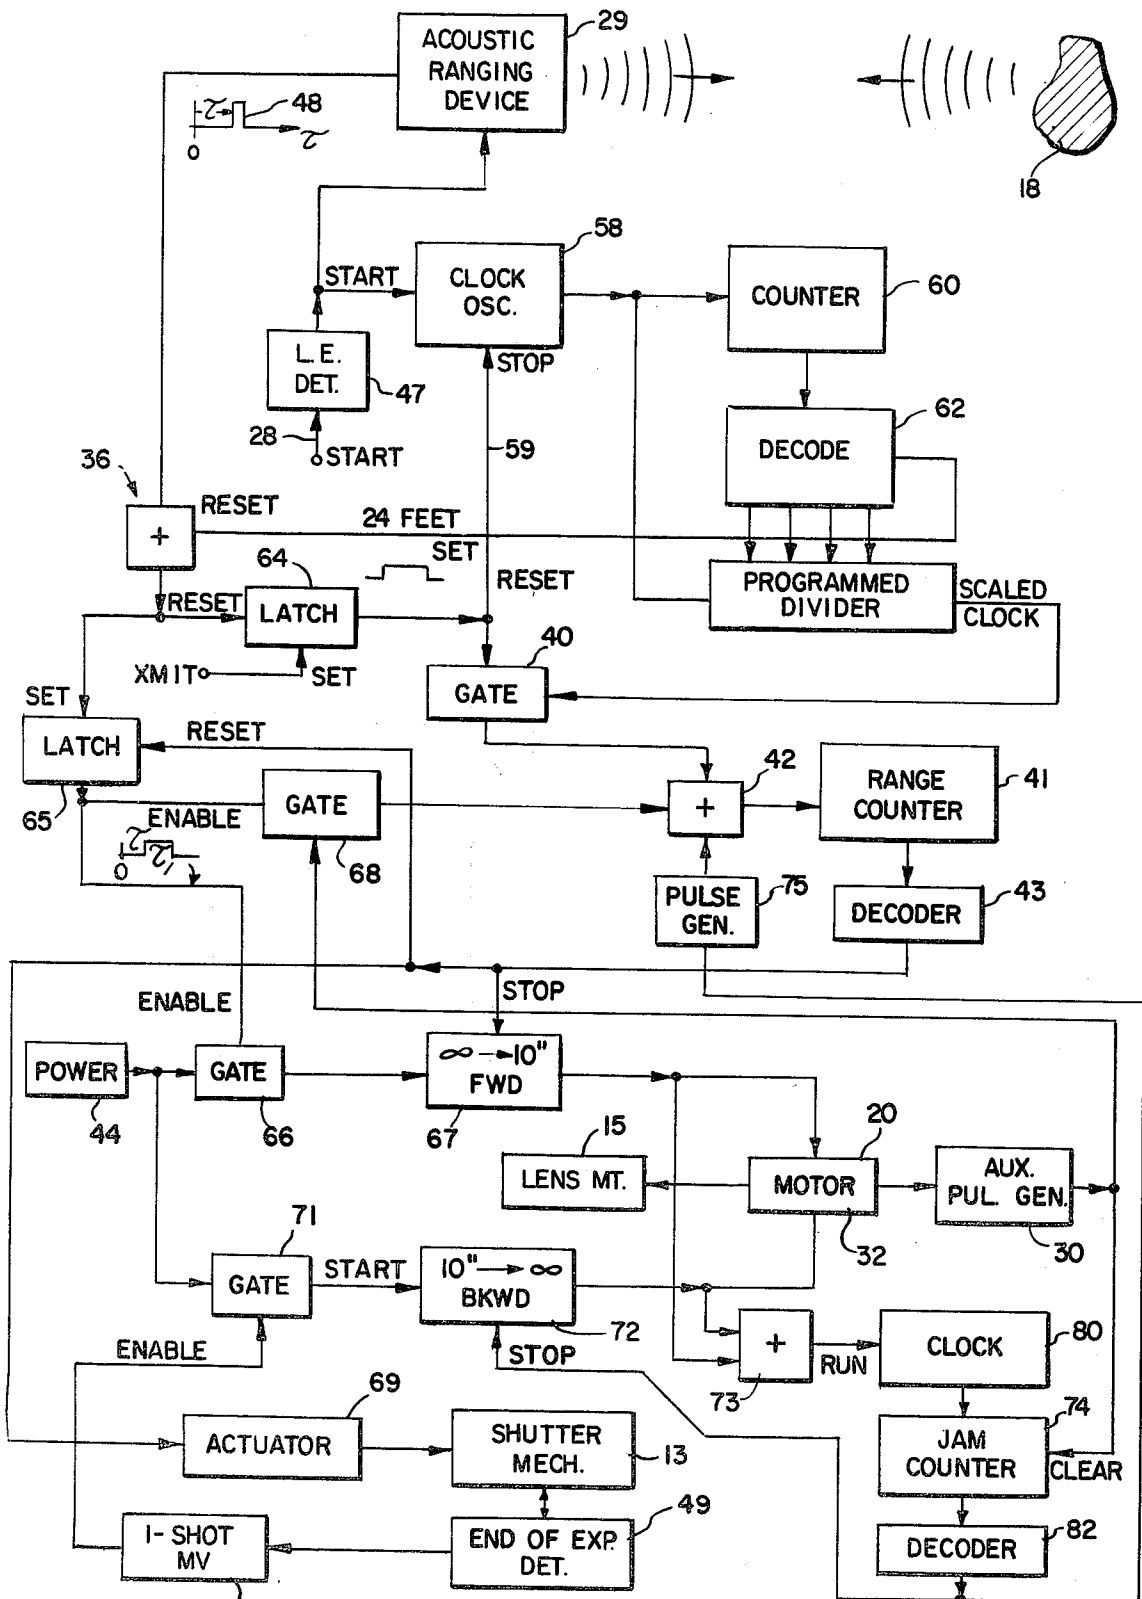 29
ACOUSTIC
RANGING
DEVICE
48
τ
τ
0
18
58
START
CLOCK
OSC.
COUNTER
60
STOP
L.E.
DET.
47
28
START
59
62
DECODE
36
RESET
+
24 FEET
SET
64
RESET
RESET
LATCH
PROGRAMMED
DIVIDER
SCALED
CLOCK
XMIT
SET
40
GATE
SET
LATCH
RESET
65
42
RANGE
COUNTER
41
+
ENABLE
GATE
68
τ
τ'
0
PULSE
GEN.
75
DECODER
43
STOP
ENABLE
POWER
44
GATE
66
∞→10"
FWD
67
15
LENS MT.
20
MOTOR
32
AUX.
PUL. GEN.
30
71
GATE
START
10"→∞
BKWD
72
ENABLE
STOP
+
73
RUN
CLOCK
80
69
ACTUATOR
SHUTTER
MECH.
13
74
JAM
COUNTER
CLEAR
1-SHOT
MV
END OF EXP.
DET.
49
DECODER
82